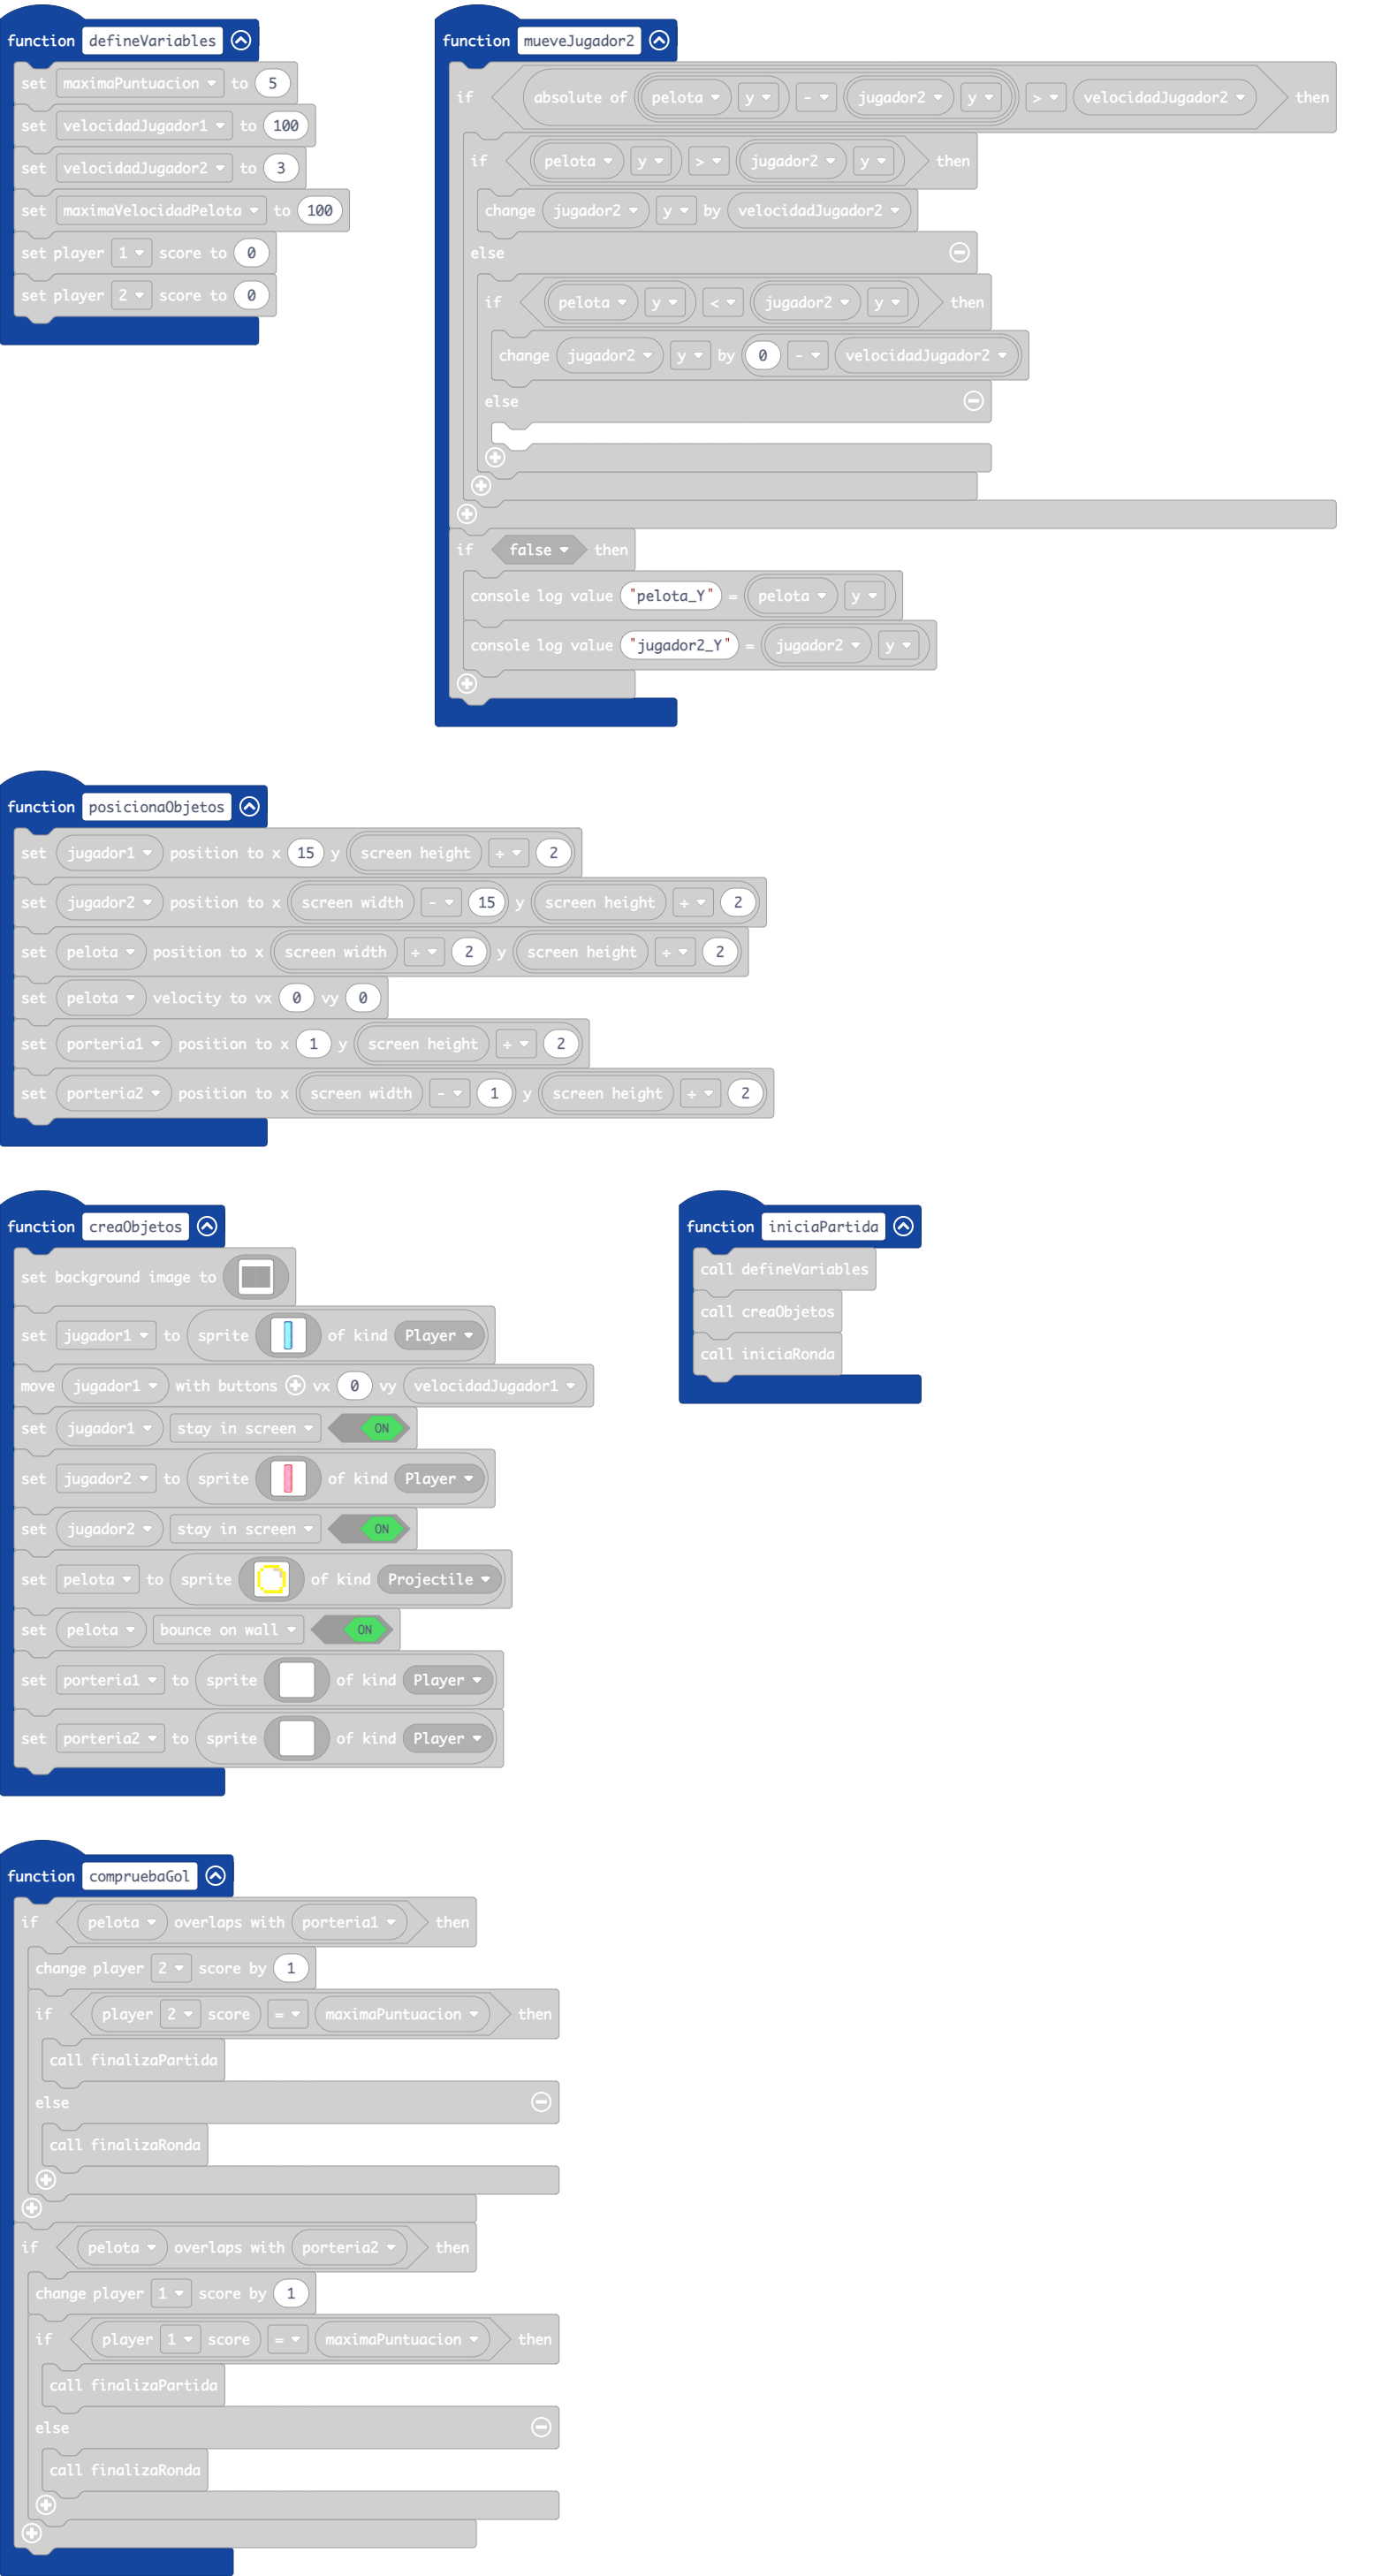 function defineVariables
set maximaPuntuacion to 5
set velocidadJugador1 to 100
set velocidadJugador2 to 3
set maximaVelocidadPelota to 100
set player 1 score to 0
set player 2 score to 0
function mueveJugador2
if absolute of pelota y - jugador2 y > velocidadJugador2 then
if pelota y > jugador2 y then
change jugador2 y by velocidadJugador2
else
if pelota y < jugador2 y then
change jugador2 y by 0 - velocidadJugador2
else
if false then
console log value "pelota_Y" = pelota y
console log value "jugador2_Y" = jugador2 y
function posicionaObjetos
set jugador1 position to x 15 y screen height ÷ 2
set jugador2 position to x screen width - 15 y screen height ÷ 2
set pelota position to x screen width ÷ 2 y screen height ÷ 2
set pelota velocity to vx 0 vy 0
set porteria1 position to x 1 y screen height ÷ 2
set porteria2 position to x screen width - 1 y screen height ÷ 2
function creaObjetos
set background image to
set jugador1 to sprite of kind Player
move jugador1 with buttons vx 0 vy velocidadJugador1
set jugador1 stay in screen ON
set jugador2 to sprite of kind Player
set jugador2 stay in screen ON
set pelota to sprite of kind Projectile
set pelota bounce on wall ON
set porteria1 to sprite of kind Player
set porteria2 to sprite of kind Player
function iniciaPartida
call defineVariables
call creaObjetos
call iniciaRonda
function compruebaGol
if pelota overlaps with porteria1 then
change player 2 score by 1
if player 2 score = maximaPuntuacion then
call finalizaPartida
else
call finalizaRonda
if pelota overlaps with porteria2 then
change player 1 score by 1
if player 1 score = maximaPuntuacion then
call finalizaPartida
else
call finalizaRonda